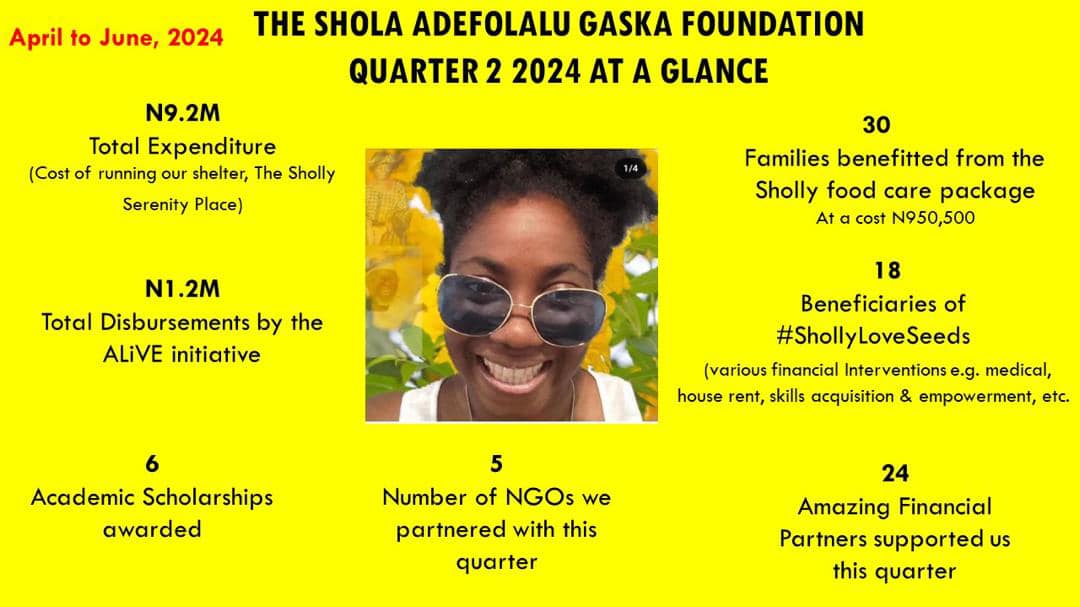 April to June, 2024
THE SHOLA ADEFOLALU GASKA FOUNDATION
QUARTER 2 2024 AT A GLANCE
N9.2M
Total Expenditure
(Cost of running our shelter, The Sholly
Serenity Place)
N1.2M
Total Disbursements by the
ALiVE initiative
6
Academic Scholarships
awarded
1/4
5
Number of NGOs we
partnered with this
quarter
30
Families benefitted from the
Sholly food care package
At a cost N950,500
18
Beneficiaries of
#ShollyLoveSeeds
(various financial Interventions e.g. medical,
house rent, skills acquisition & empowerment, etc.
24
Amazing Financial
Partners supported us
this quarter